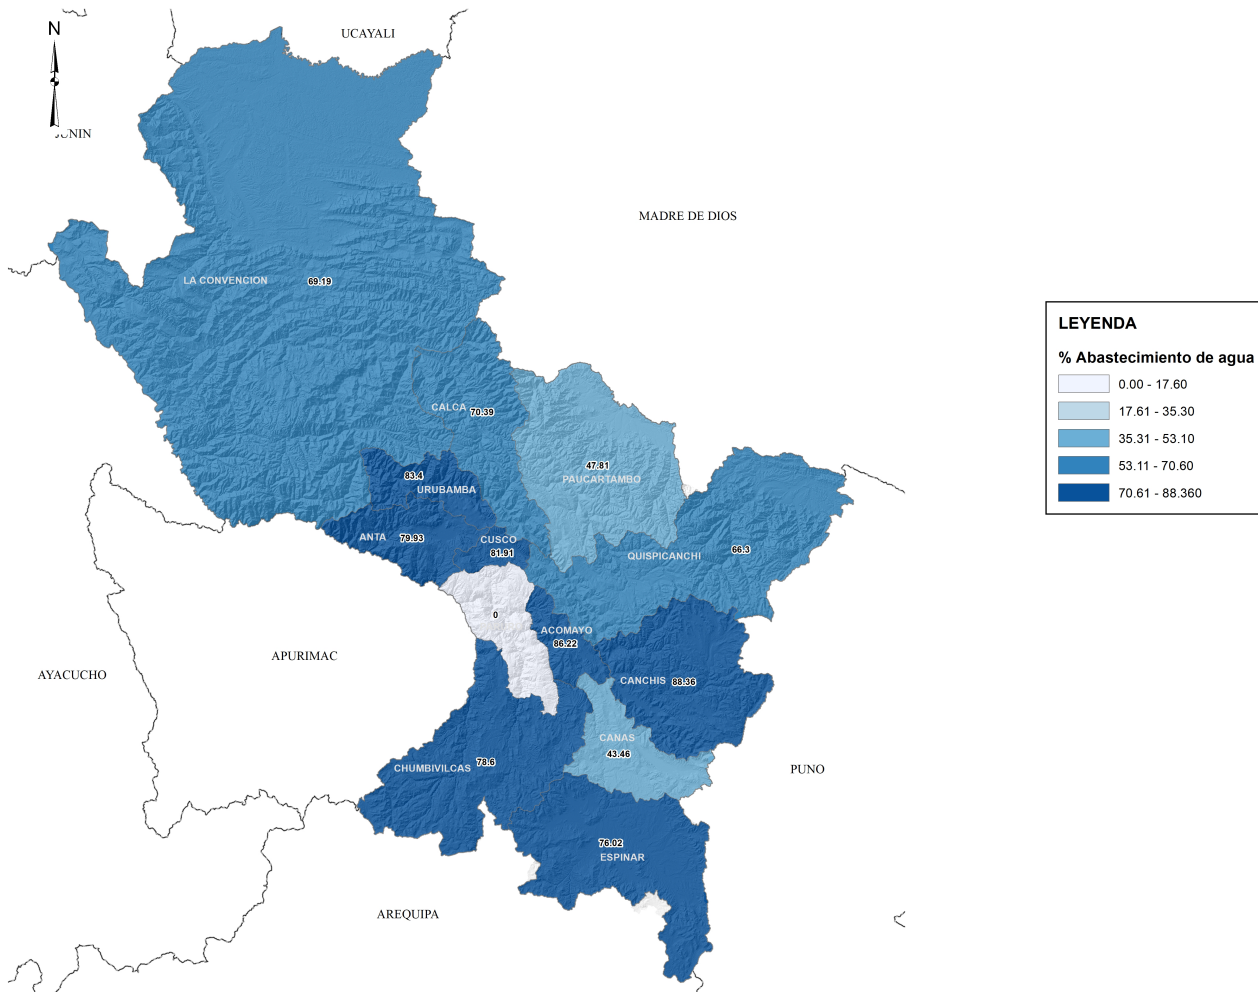 N
UCAYALI
JUNIN
MADRE DE DIOS
LA CONVENCION
69.19
CALCA
70.39
47.81
PAUCARTAMBO
83.4
URUBAMBA
ANTA
79.93
CUSCO
81.91
QUISPICANCHI
66.3
0
ACOMAYO
86.22
APURIMAC
AYACUCHO
CANCHIS
88.36
CANAS
43.46
CHUMBIVILCAS
78.6
PUNO
76.02
ESPINAR
AREQUIPA
LEYENDA
% Abastecimiento de agua
0.00 - 17.60
17.61 - 35.30
35.31 - 53.10
53.11 - 70.60
70.61 - 88.360